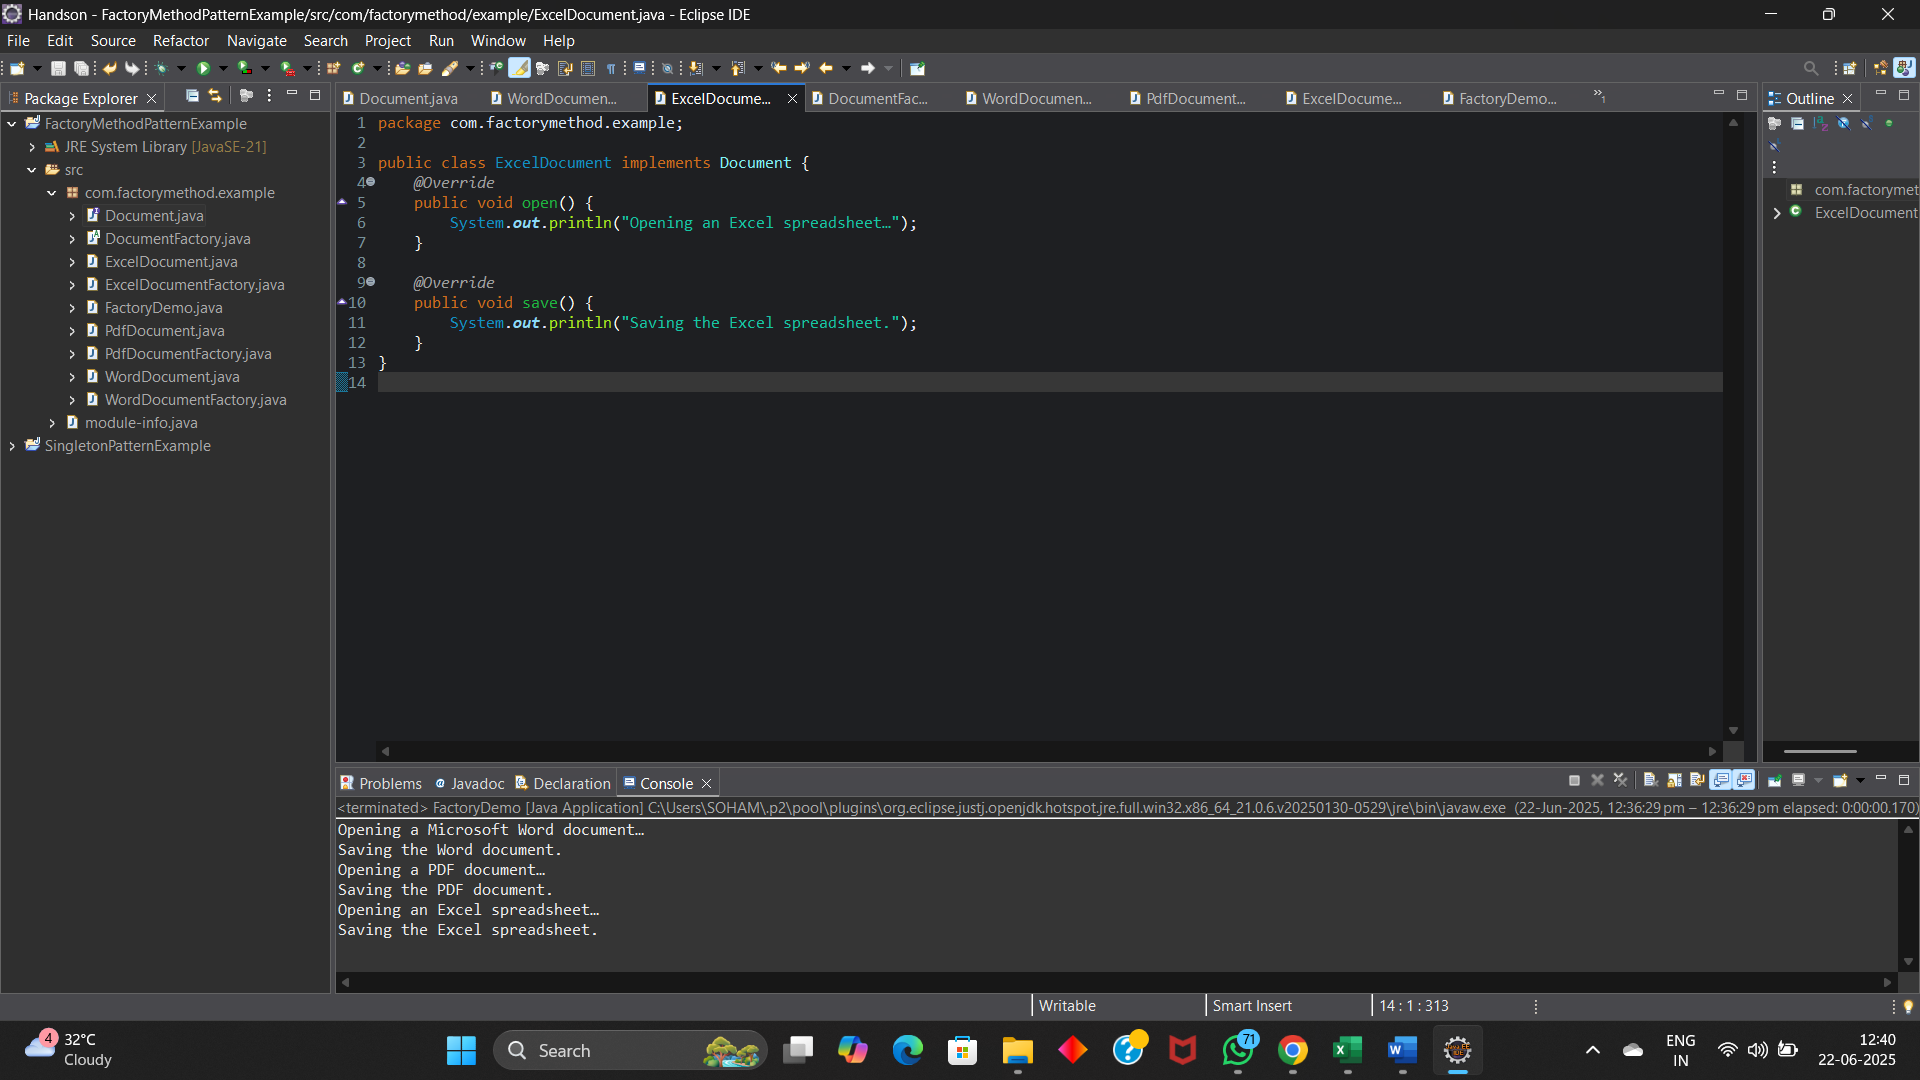 Handson - FactoryMethodPatternExample/src/com/factorymethod/example/ExcelDocument.java - Eclipse IDE
File Edit Source Refactor Navigate Search Project Run Window Help
Package Explorer
FactoryMethodPatternExample
JRE System Library [JavaSE-21]
src
com.factorymethod.example
Document.java
DocumentFactory.java
ExcelDocument.java
ExcelDocumentFactory.java
FactoryDemo.java
PdfDocument.java
PdfDocumentFactory.java
WordDocument.java
WordDocumentFactory.java
module-info.java
SingletonPatternExample
Document.java WordDocumen... ExcelDocume... DocumentFac... WordDocumen... PdfDocument... ExcelDocume... FactoryDemo... »1
1 package com.factorymethod.example;
2
3 public class ExcelDocument implements Document {
4 @Override
5 public void open() {
6 System.out.println("Opening an Excel spreadsheet…");
7 }
8
9 @Override
10 public void save() {
11 System.out.println("Saving the Excel spreadsheet.");
12 }
13 }
14
Outline
com.factorymet
ExcelDocument
Problems Javadoc Declaration Console
<terminated> FactoryDemo [Java Application] C:\Users\SOHAM\.p2\pool\plugins\org.eclipse.justj.openjdk.hotspot.jre.full.win32.x86_64_21.0.6.v20250130-0529\jre\bin\javaw.exe (22-Jun-2025, 12:36:29 pm – 12:36:29 pm elapsed: 0:00:00.170)
Opening a Microsoft Word document…
Saving the Word document.
Opening a PDF document…
Saving the PDF document.
Opening an Excel spreadsheet…
Saving the Excel spreadsheet.
Writable Smart Insert 14 : 1 : 313
4
32°C
Cloudy
Search
71
ENG
IN
12:40
22-06-2025